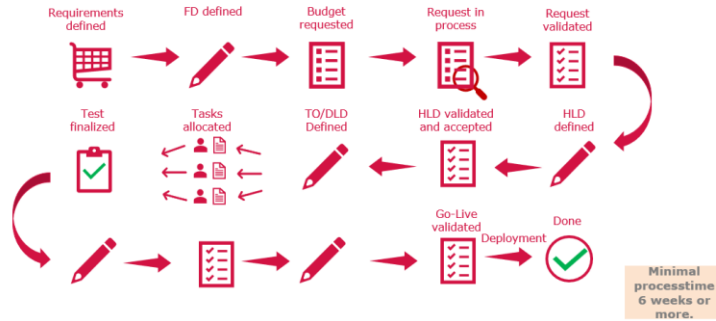 Requirements
defined
FD defined
Budget
requested
Request in
process
Request
validated
Test
finalized
Tasks
allocated
TO/DLD
Defined
HLD validated
and accepted
HLD
defined
Go-Live
validated
Deployment
Done
Minimal
processtime
6 weeks or
more.